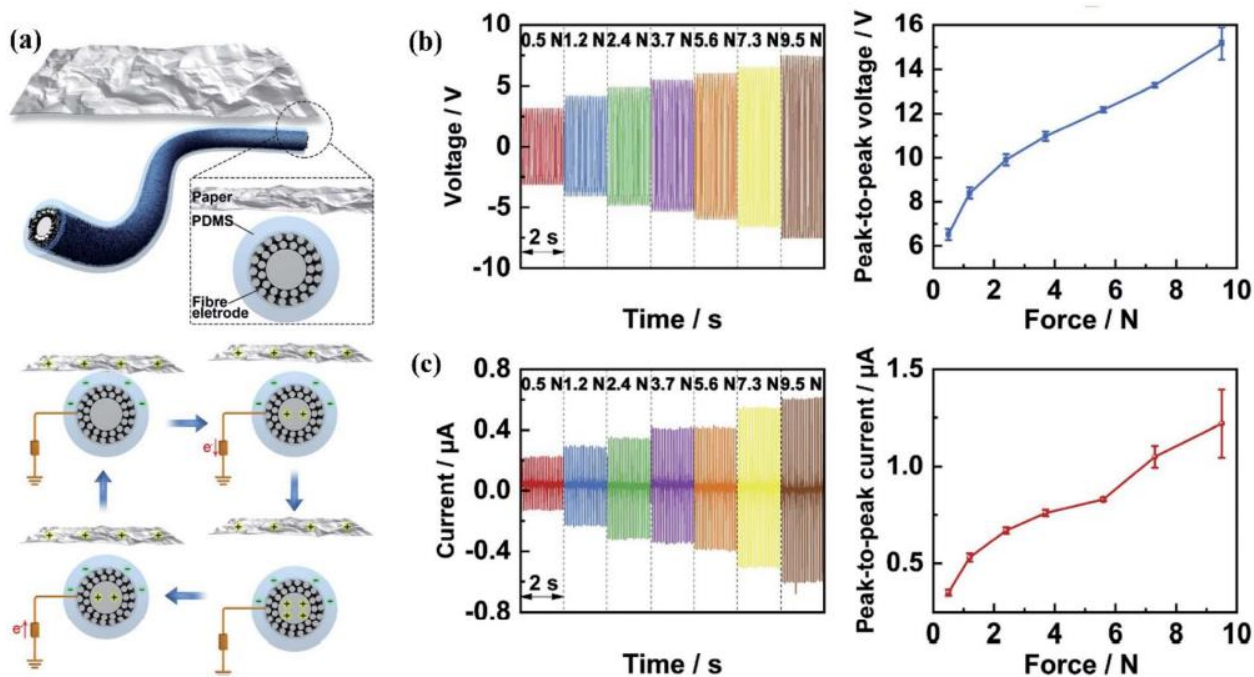 (a)
Paper
PDMS
Fibre
eletrode
e
e
(b)
10
5
0
-5
-10
Voltage / V
0.5 N 1.2 N 2.4 N 3.7 N 5.6 N 7.3 N 9.5 N
2 s
Time / s
16
14
12
10
8
6
Peak-to-peak voltage / V
0 2 4 6 8 10
Force / N
(c)
0.8
0.4
0.0
-0.4
-0.8
Current / µA
0.5 N 1.2 N 2.4 N 3.7 N 5.6 N 7.3 N 9.5 N
2 s
Time / s
1.5
1.0
0.5
Peak-to-peak current / µA
0 2 4 6 8 10
Force / N